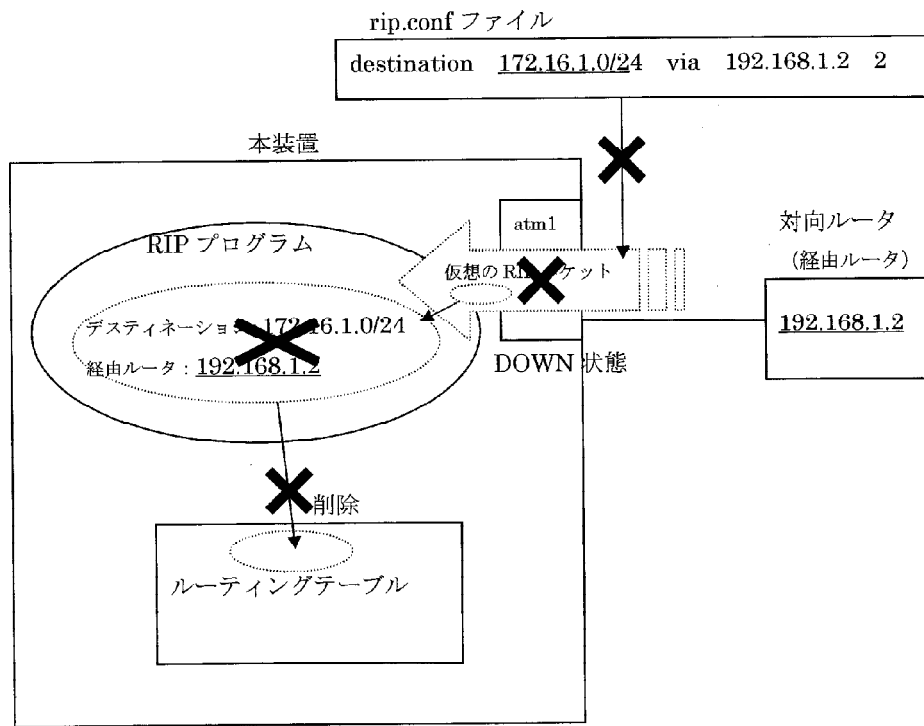 rip.conf ファイル
destination 172.16.1.0/24 via 192.168.1.2 2
本装置
atm1
対向ルータ
（経由ルータ）
RIP プログラム
仮想の RIP パケット
デスティネーション 172.16.1.0/24
192.168.1.2
経由ルータ：192.168.1.2
DOWN 状態
削除
ルーティングテーブル